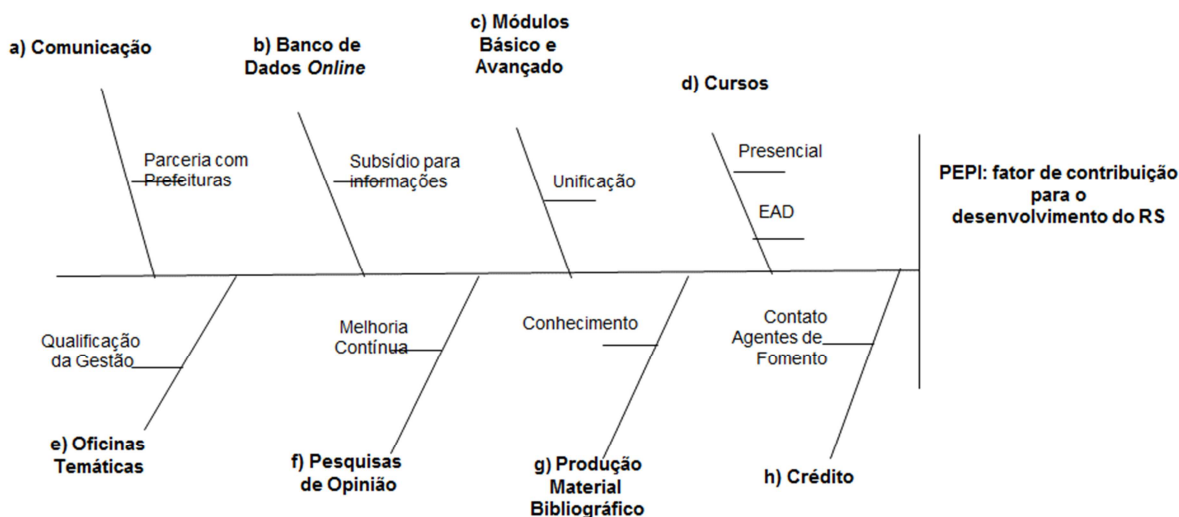 a) Comunicação
b) Banco de
Dados Online
c) Módulos
Básico e
Avançado
d) Cursos
Parceria com
Prefeituras
Subsídio para
informações
Unificação
Presencial
EAD
PEPI: fator de contribuição
para o
desenvolvimento do RS
Qualificação
da Gestão
Melhoria
Contínua
Conhecimento
Contato
Agentes de
Fomento
e) Oficinas
Temáticas
f) Pesquisas
de Opinião
g) Produção
Material
Bibliográfico
h) Crédito